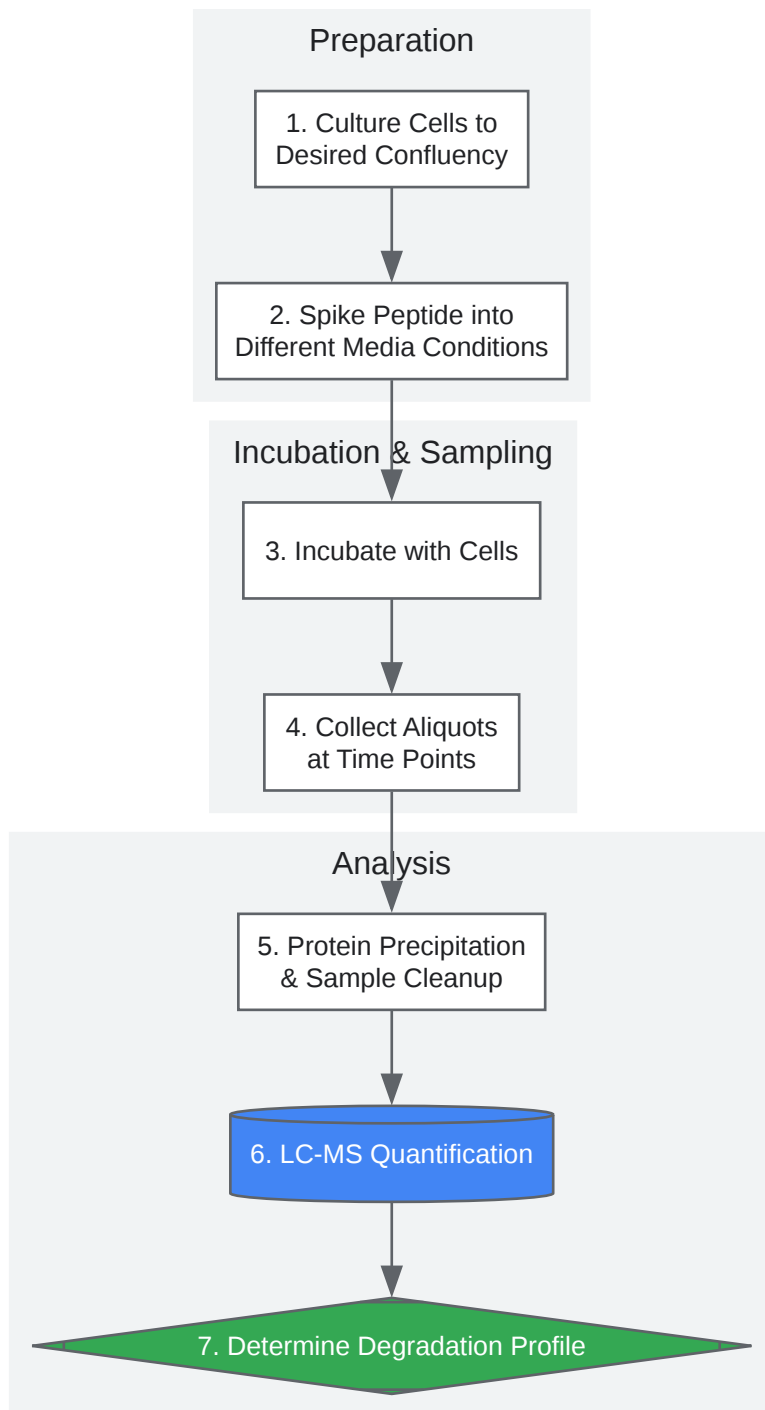 Preparation
1. Culture Cells to
Desired Confluency
2. Spike Peptide into
Different Media Conditions
Incubation & Sampling
3. Incubate with Cells
4. Collect Aliquots
at Time Points
Analysis
5. Protein Precipitation
& Sample Cleanup
6. LC-MS Quantification
7. Determine Degradation Profile